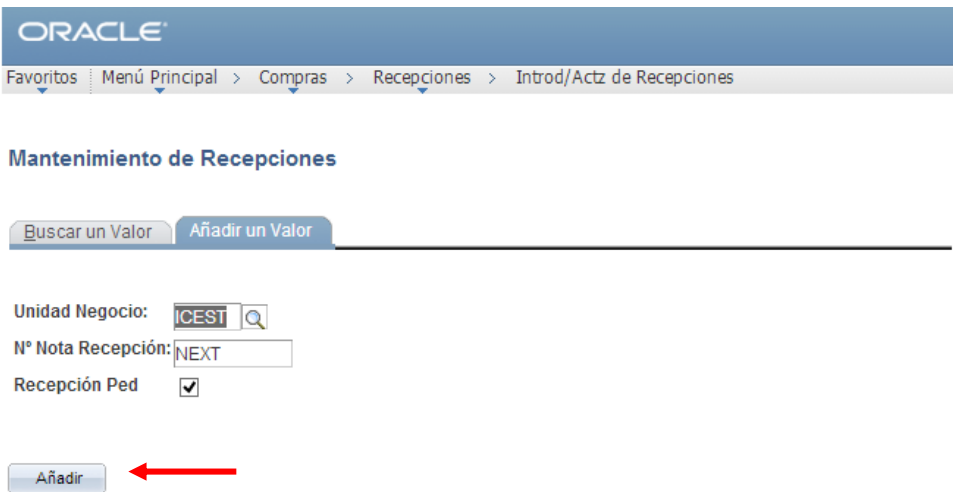 ORACLE®
Favoritos Menú Principal > Compras > Recepciones > Introd/Actz de Recepciones
Mantenimiento de Recepciones
Buscar un Valor Añadir un Valor
Unidad Negocio: ICEST
Nº Nota Recepción: NEXT
Recepción Ped
Añadir